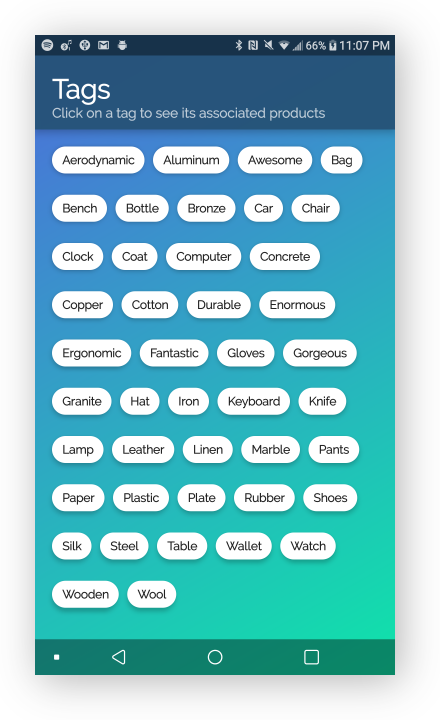 66% 11:07 PM
Tags
Click on a tag to see its associated products
Aerodynamic Aluminum Awesome Bag
Bench Bottle Bronze Car Chair
Clock Coat Computer Concrete
Copper Cotton Durable Enormous
Ergonomic Fantastic Gloves Gorgeous
Granite Hat Iron Keyboard Knife
Lamp Leather Linen Marble Pants
Paper Plastic Plate Rubber Shoes
Silk Steel Table Wallet Watch
Wooden Wool